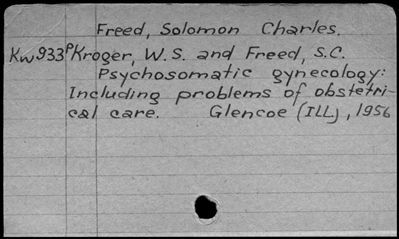 Freed, Solomon Charles.
Kw933P Kroger, W.S. and Freed, S.C.
Psychosomatic gynecology:
Including problems of obstetri-
cal care. Glencoe (ILL), 1956